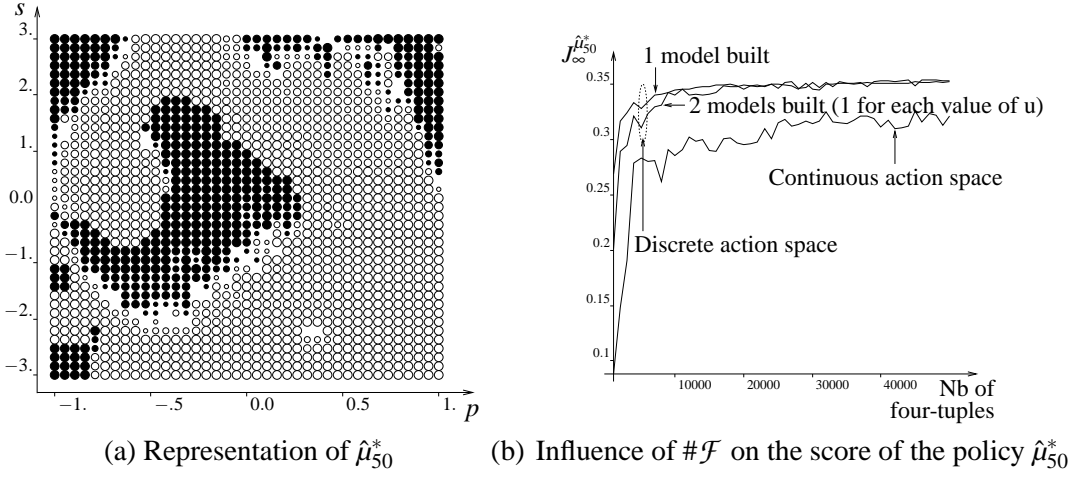 s
3.
2.
1.
0.0
−1.
−2.
−3.
−1.
−.5
0.0
0.5
1.
p
(a) Representation of μ̂*₅₀
J∞^μ̂*₅₀
0.35
0.3
0.25
0.2
0.15
0.1
10000
20000
30000
40000
1 model built
2 models built (1 for each value of u)
Continuous action space
Discrete action space
Nb of
four-tuples
(b) Influence of #ℱ on the score of the policy μ̂*₅₀